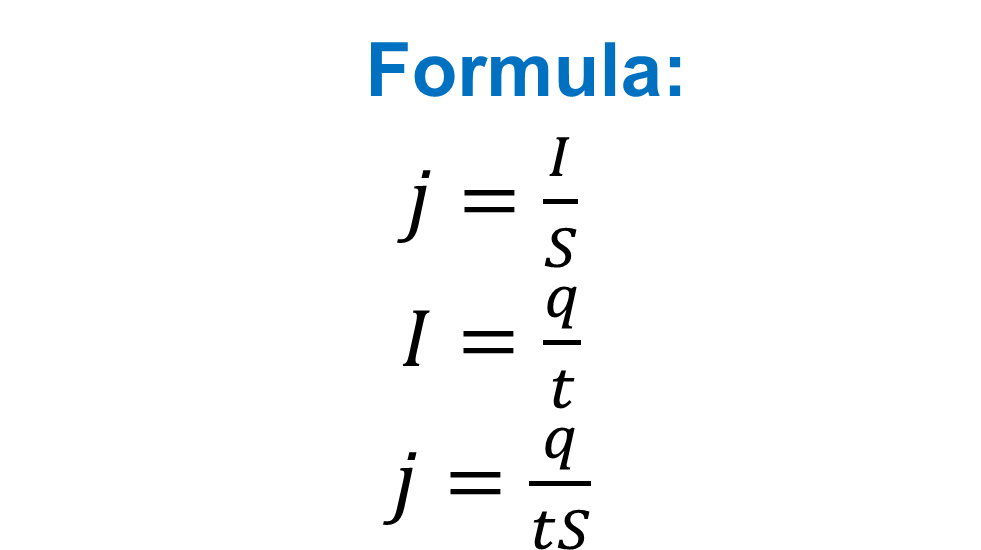 Formula:
j = I/S
I = q/t
j = q/tS